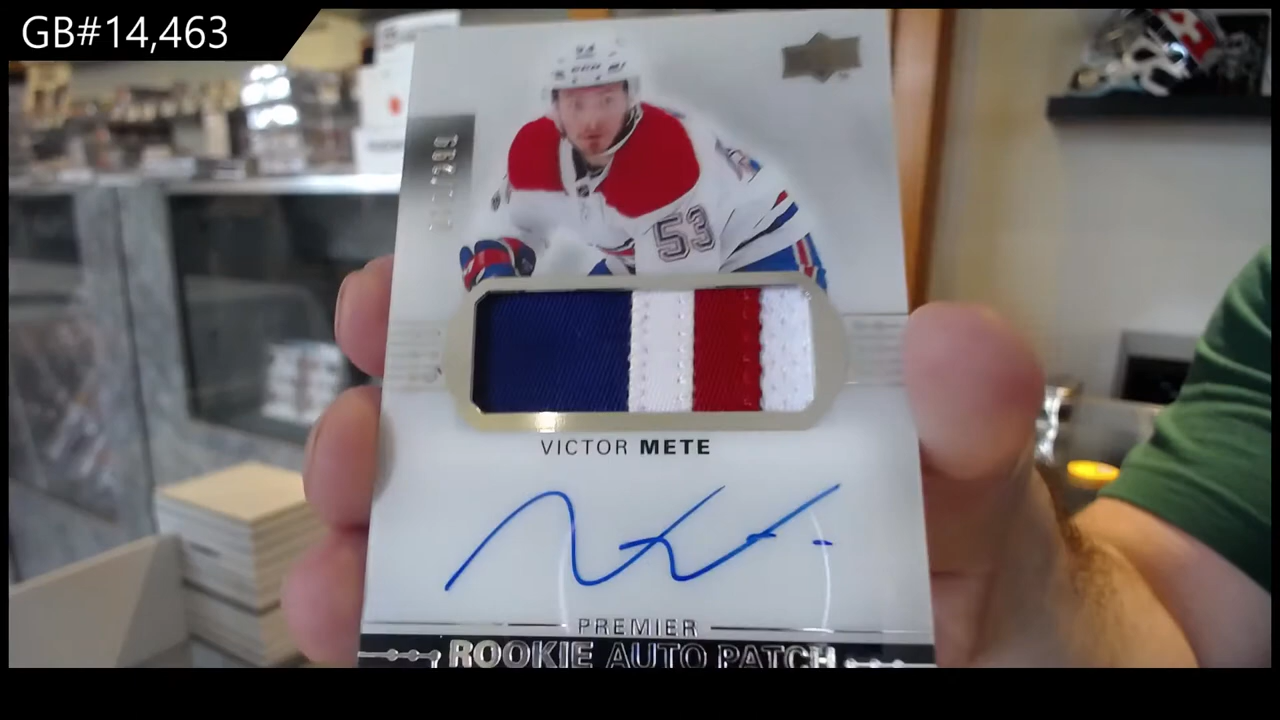 GB#14,463
53
VICTOR METE
PREMIER
ROOKIE AUTO PATCH